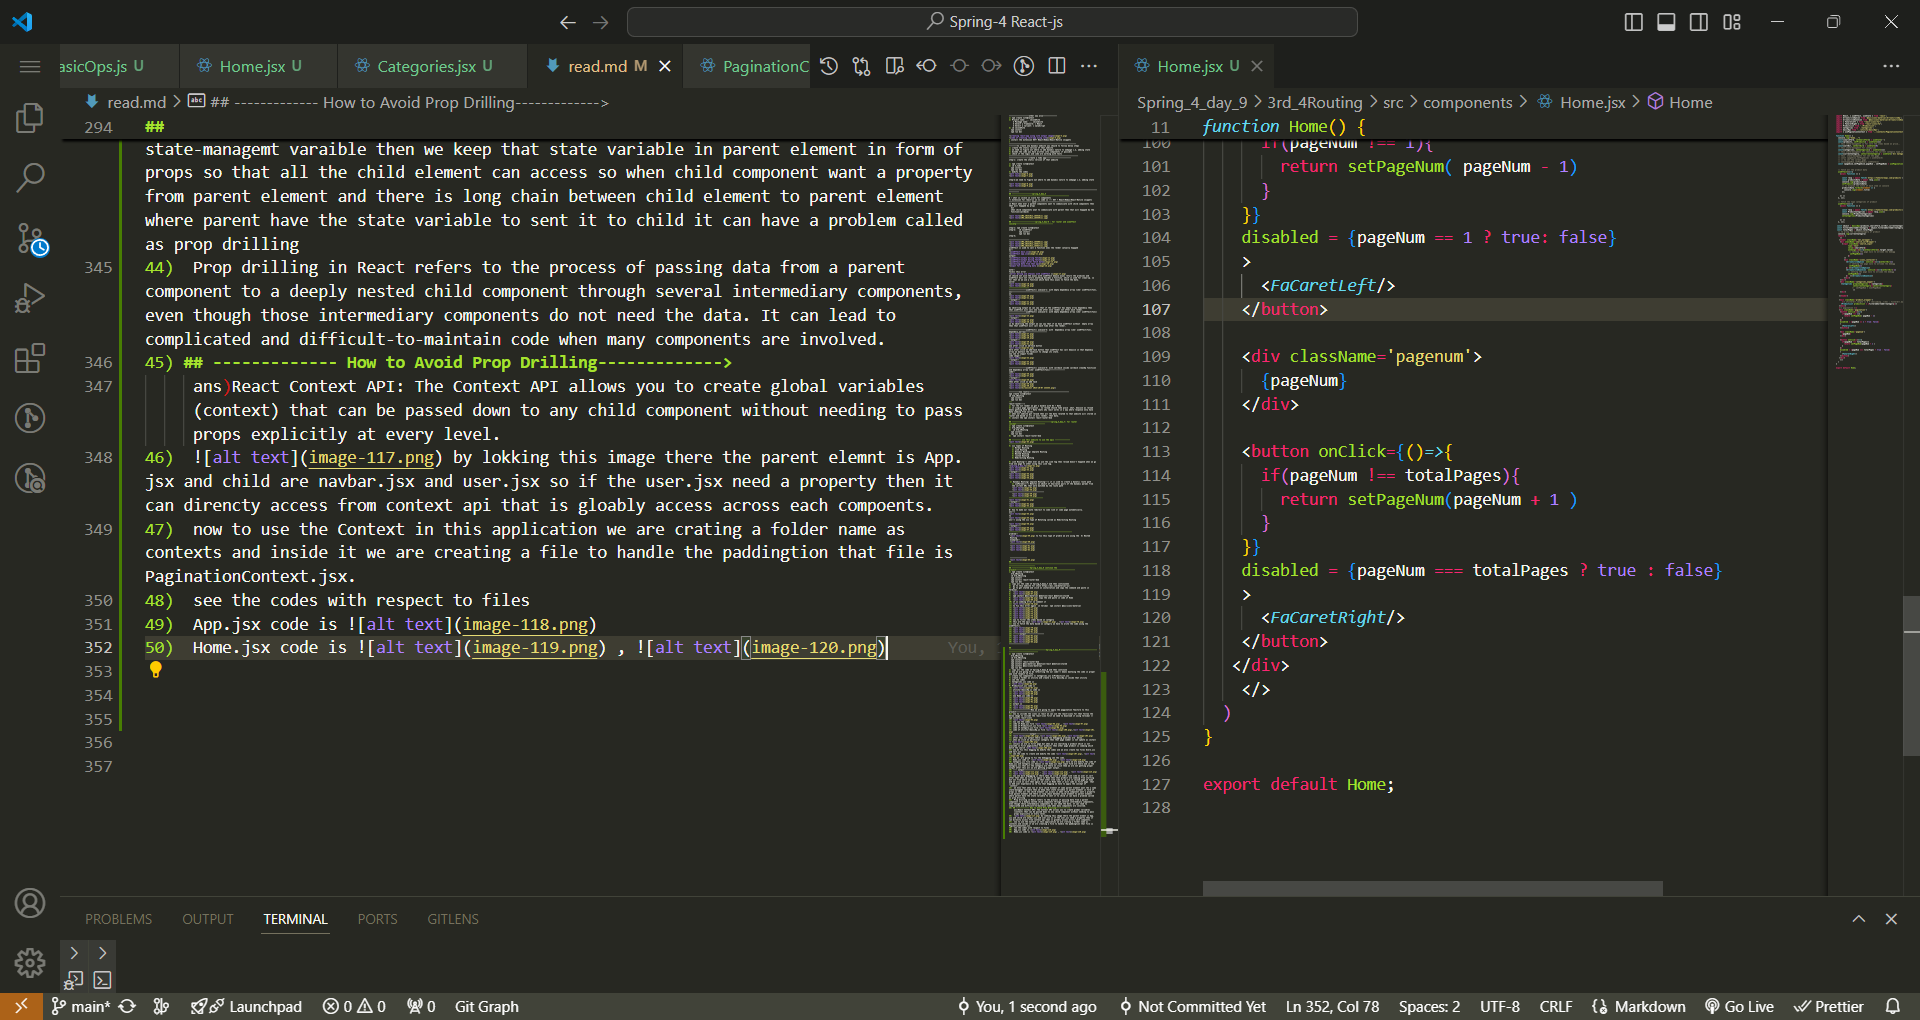 Spring-4 React-js
asicOps.js U
Home.jsx U
Categories.jsx U
read.md M
PaginationC
Home.jsx U
read.md > ## ------------- How to Avoid Prop Drilling------------->
Spring_4_day_9 > 3rd_4Routing > src > components > Home.jsx > Home
294 ##
state-managemt varaible then we keep that state variable in parent element in form of
props so that all the child element can access so when child component want a property
from parent element and there is long chain between child element to parent element
where parent have the state variable to sent it to child it can have a problem called
as prop drilling
345 44) Prop drilling in React refers to the process of passing data from a parent
component to a deeply nested child component through several intermediary components,
even though those intermediary components do not need the data. It can lead to
complicated and difficult-to-maintain code when many components are involved.
346 45) ## ------------- How to Avoid Prop Drilling------------->
347 ans)React Context API: The Context API allows you to create global variables
(context) that can be passed down to any child component without needing to pass
props explicitly at every level.
348 46) ![alt text](image-117.png) by lokking this image there the parent elemnt is App.
jsx and child are navbar.jsx and user.jsx so if the user.jsx need a property then it
can direncty access from context api that is gloably access across each compoents.
349 47) now to use the Context in this application we are crating a folder name as
contexts and inside it we are creating a file to handle the paddingtion that file is
PaginationContext.jsx.
350 48) see the codes with respect to files
351 49) App.jsx code is ![alt text](image-118.png)
352 50) Home.jsx code is ![alt text](image-119.png) , ![alt text](image-120.png) You,
353
354
355
356
357
11 function Home() {
100 if(pageNum !== 1){
101 return setPageNum( pageNum - 1)
102 }
103 }}
104 disabled = {pageNum == 1 ? true: false}
105 >
106 <FaCaretLeft/>
107 </button>
108
109 <div className='pagenum'>
110 {pageNum}
111 </div>
112
113 <button onClick={()=>{
114 if(pageNum !== totalPages){
115 return setPageNum(pageNum + 1 )
116 }
117 }}
118 disabled = {pageNum === totalPages ? true : false}
119 >
120 <FaCaretRight/>
121 </button>
122 </div>
123 </>
124 )
125 }
126
127 export default Home;
128
PROBLEMS OUTPUT TERMINAL PORTS GITLENS
main* Launchpad 0 0 0 Git Graph You, 1 second ago Not Committed Yet Ln 352, Col 78 Spaces: 2 UTF-8 CRLF Markdown Go Live Prettier